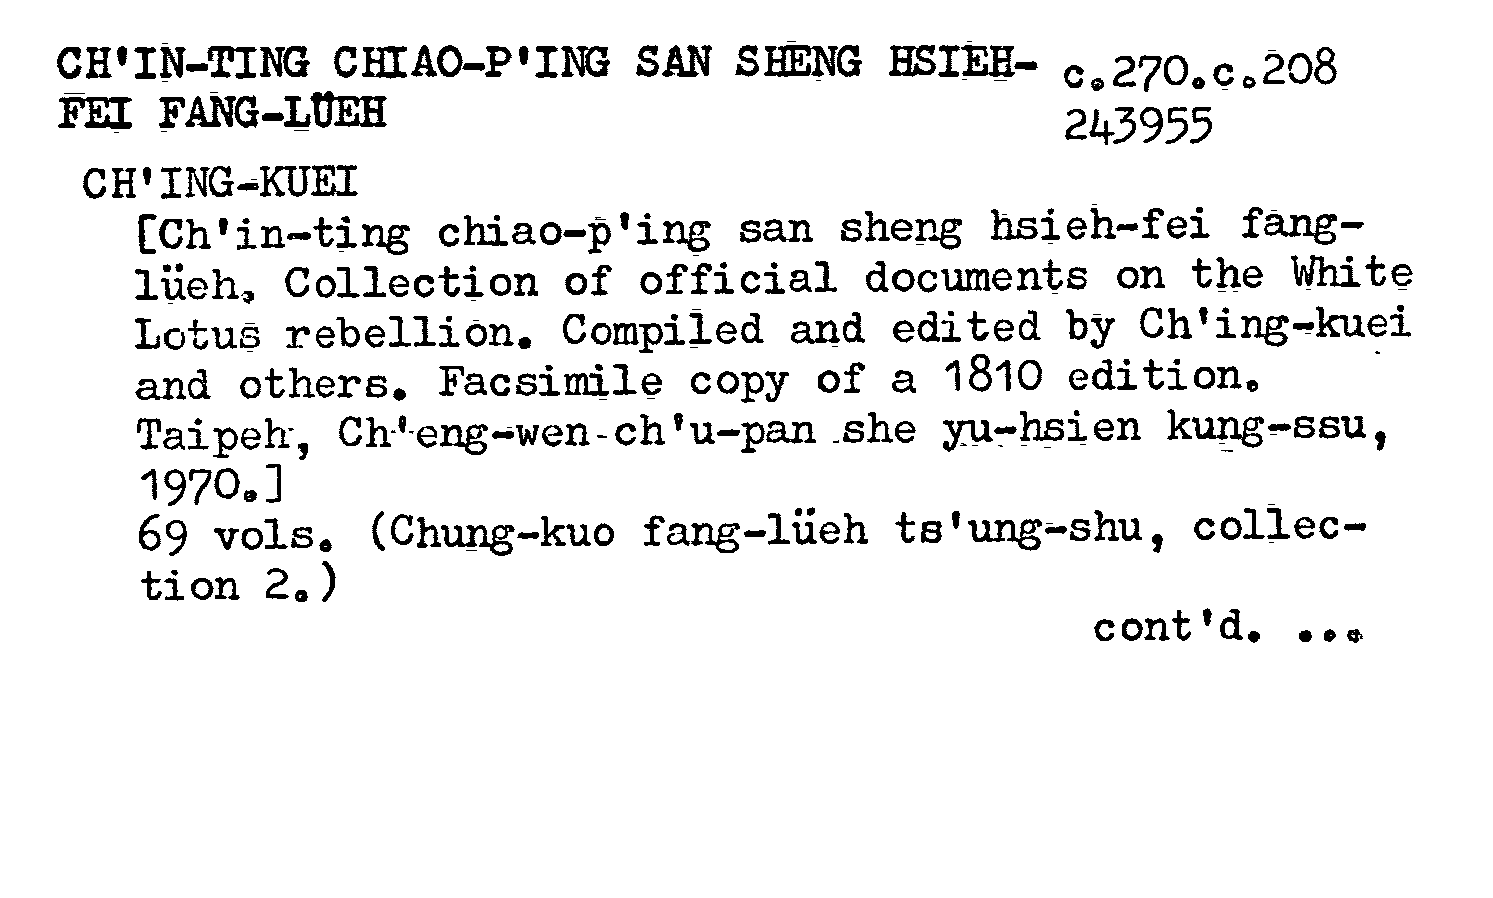 CH'IN-TING CHIAO-P'ING SAN SHENG HSIEH- c.270.c.208
FEI FANG-LÜEH 243955
CH'ING-KUEI
[Ch'in-ting chiao-p'ing san sheng hsieh-fei fang-
lüeh, Collection of official documents on the White
Lotus rebellion. Compiled and edited by Ch'ing-kuei
and others. Facsimile copy of a 1810 edition.
Taipeh, Ch'eng-wen-ch'u-pan she yu-hsien kung-ssu,
1970.]
69 vols. (Chung-kuo fang-lüeh ts'ung-shu, collec-
tion 2.)
cont'd. ...